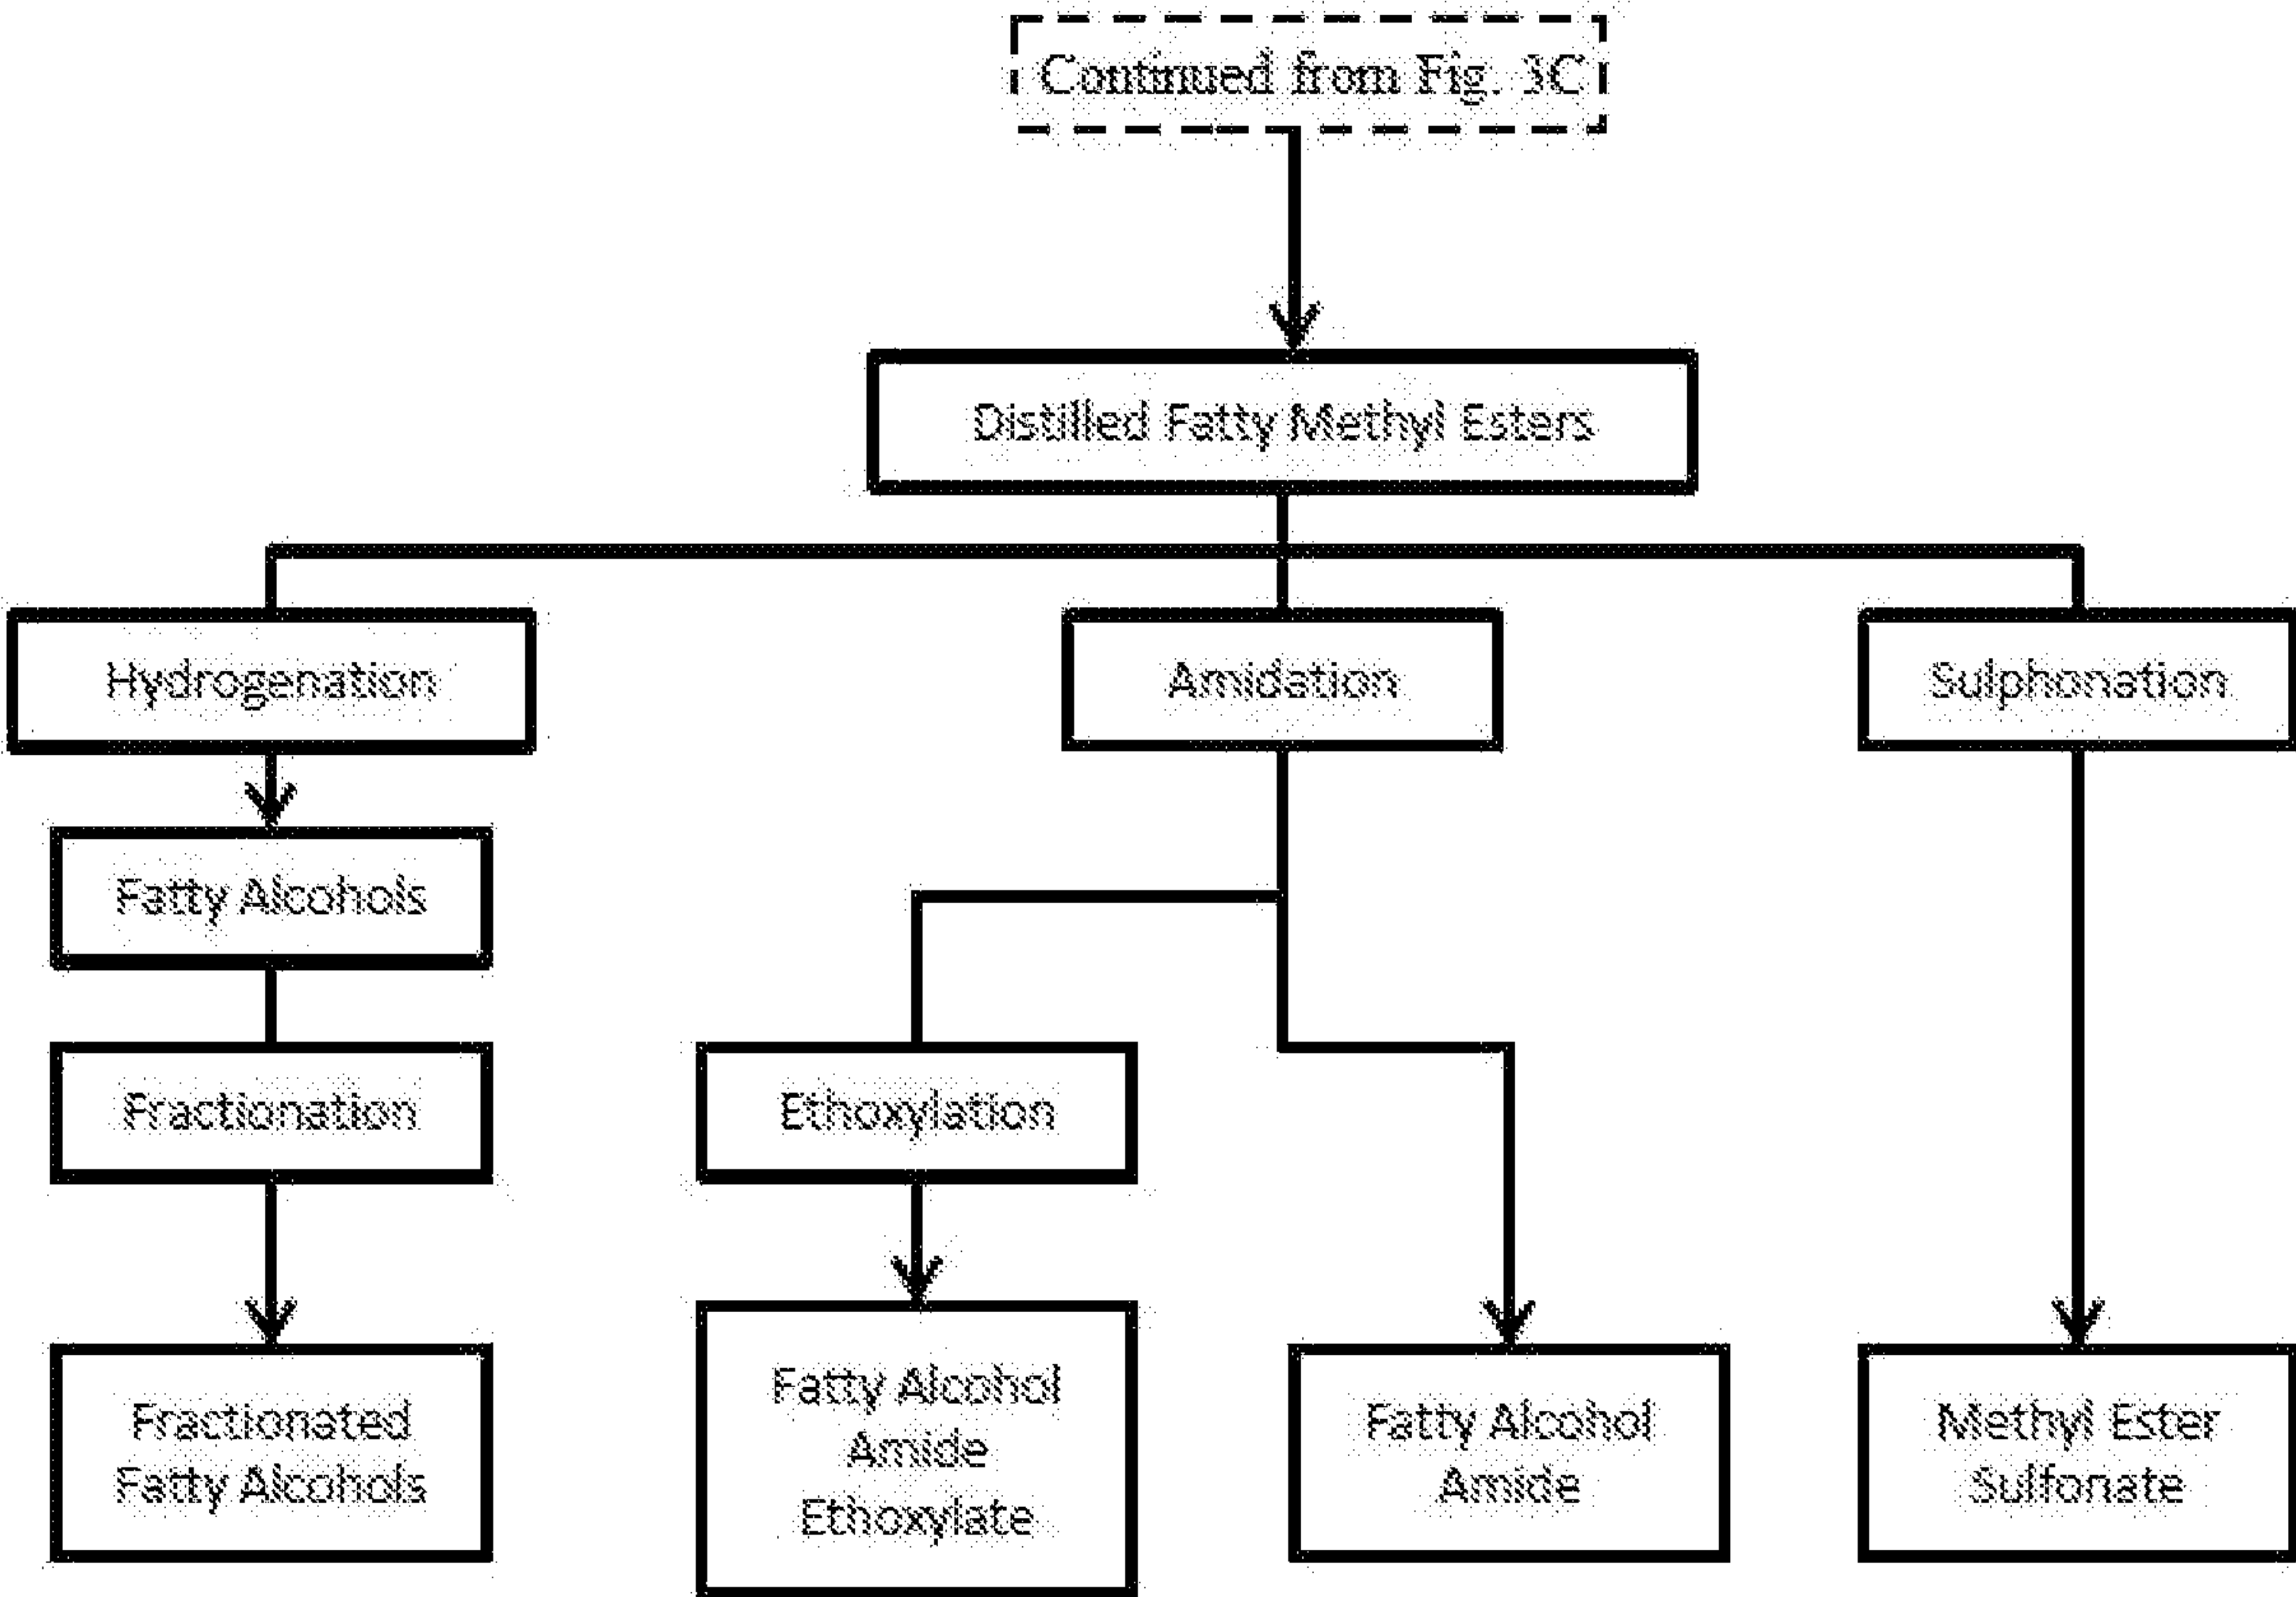 Continued from Fig. 3C
Distilled Fatty Methyl Esters
Hydrogenation
Amidation
Sulphonation
Fatty Alcohols
Fractionation
Ethoxylation
Fractionated
Fatty Alcohols
Fatty Alcohol
Amide
Ethoxylate
Fatty Alcohol
Amide
Methyl Ester
Sulfonate